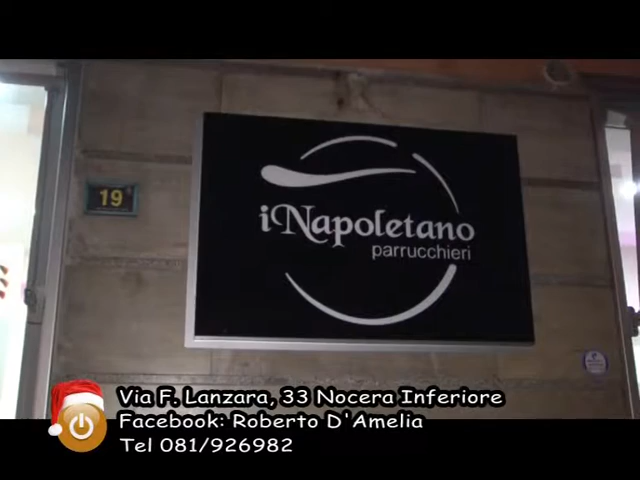 19
iNapoletano
parrucchieri
Via F. Lanzara, 33 Nocera Inferiore
Facebook: Roberto D'Amelia
Tel 081/926982